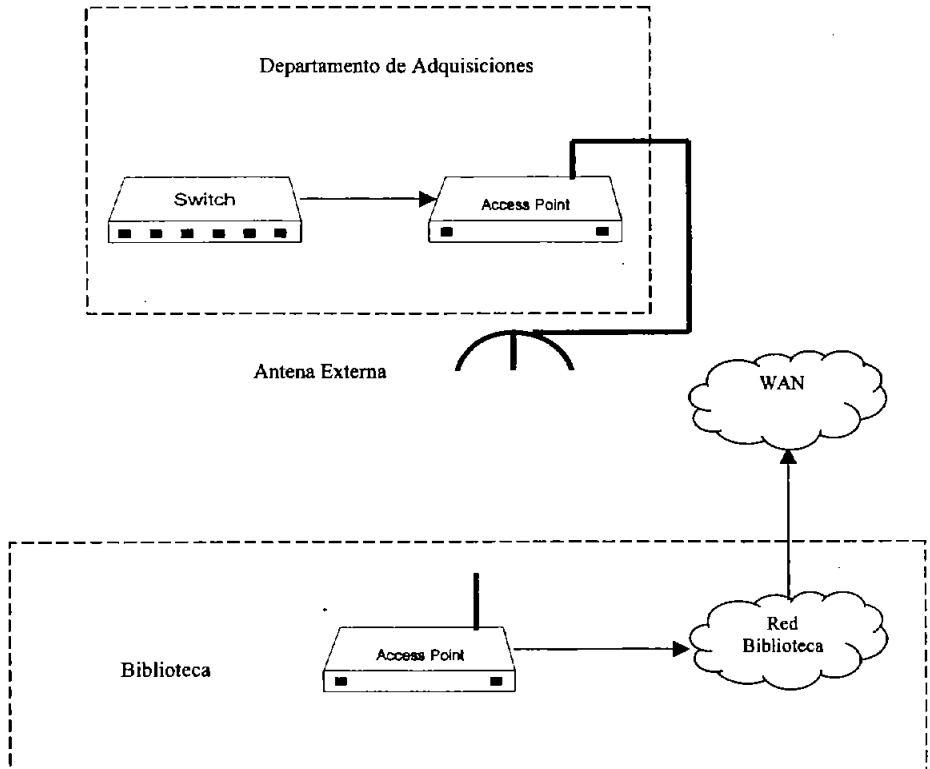 Departamento de Adquisiciones
Switch
Access Point
Antena Externa
WAN
Red
Biblioteca
Access Point
Biblioteca